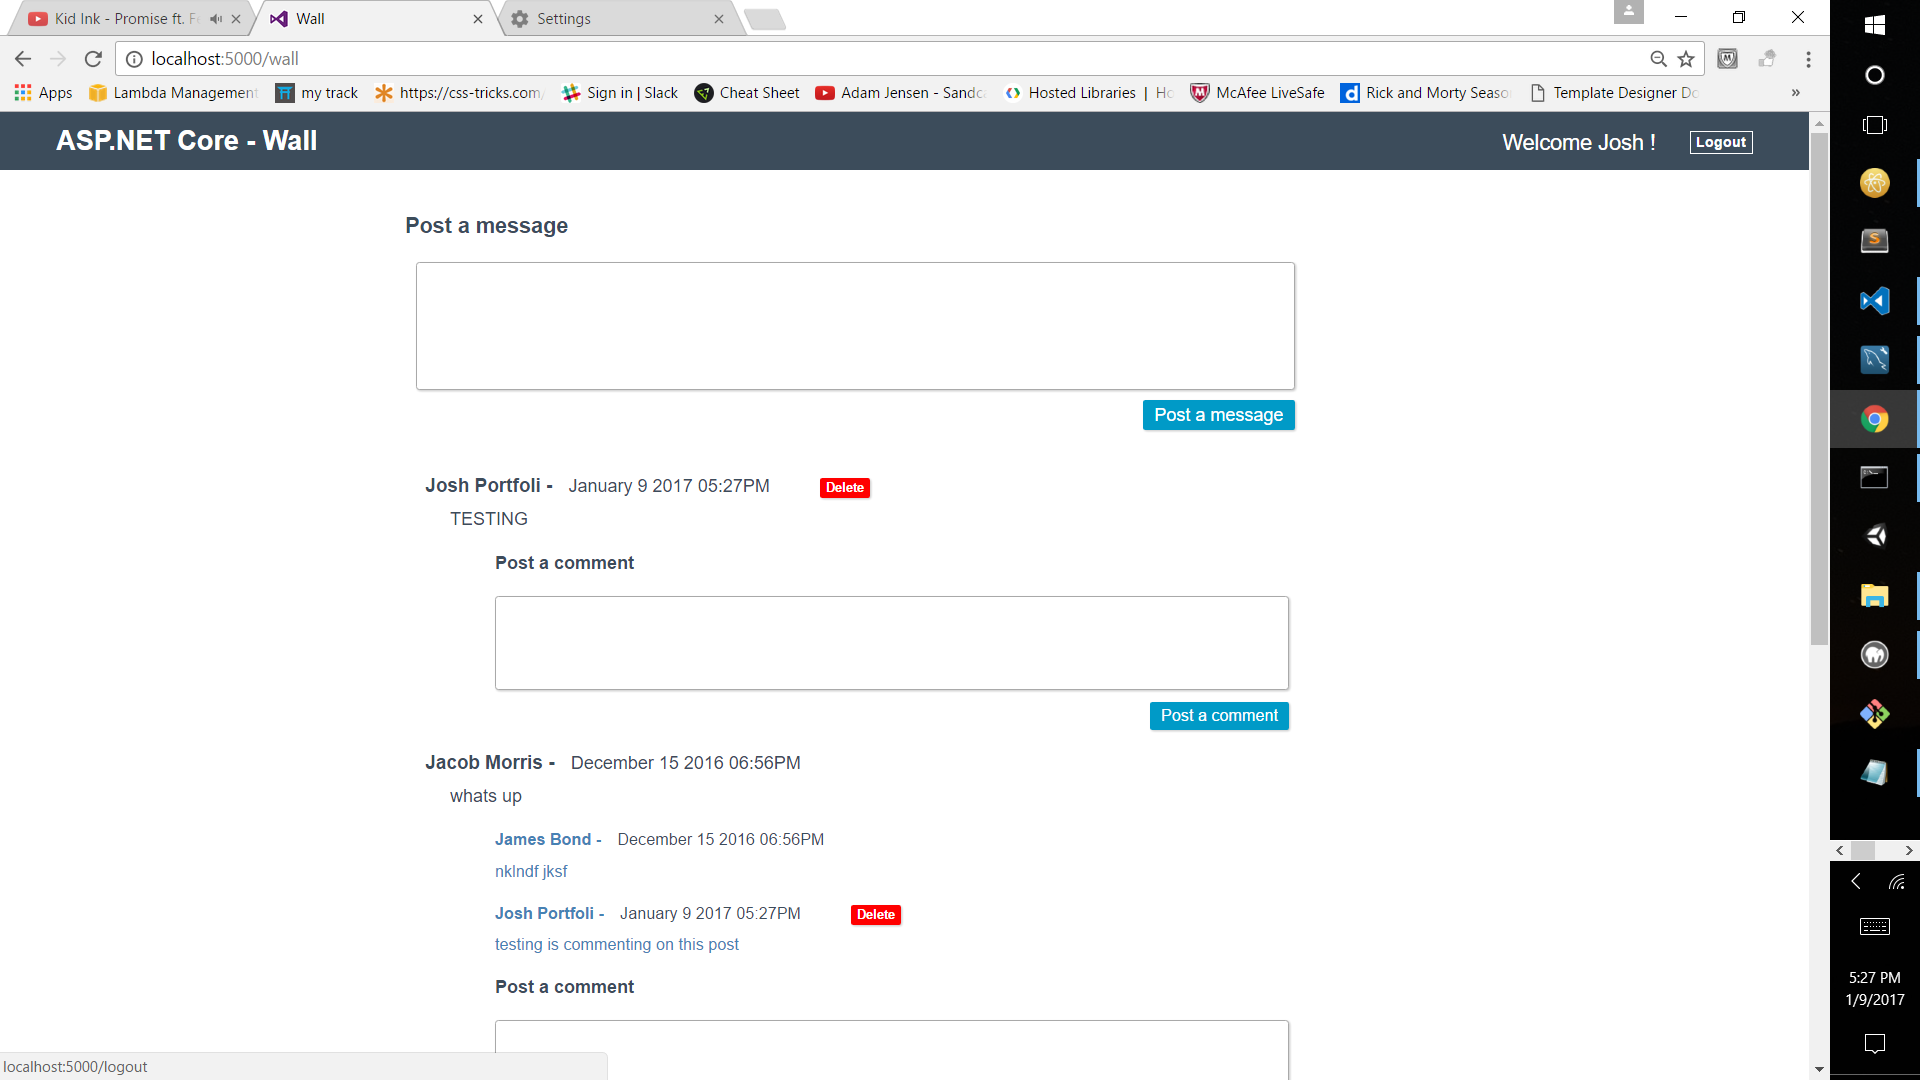 Kid Ink - Promise ft. Fe
Wall
Settings
localhost:5000/wall
Apps
Lambda Management
my track
https://css-tricks.com/
Sign in | Slack
Cheat Sheet
Adam Jensen - Sandca
Hosted Libraries | Ho
McAfee LiveSafe
Rick and Morty Seaso
Template Designer Do
»
ASP.NET Core - Wall
Welcome Josh !
Logout
Post a message
Post a message
Josh Portfoli - January 9 2017 05:27PM
Delete
TESTING
Post a comment
Post a comment
Jacob Morris - December 15 2016 06:56PM
whats up
James Bond - December 15 2016 06:56PM
nklndf jksf
Josh Portfoli - January 9 2017 05:27PM
Delete
testing is commenting on this post
Post a comment
localhost:5000/logout
5:27 PM
1/9/2017